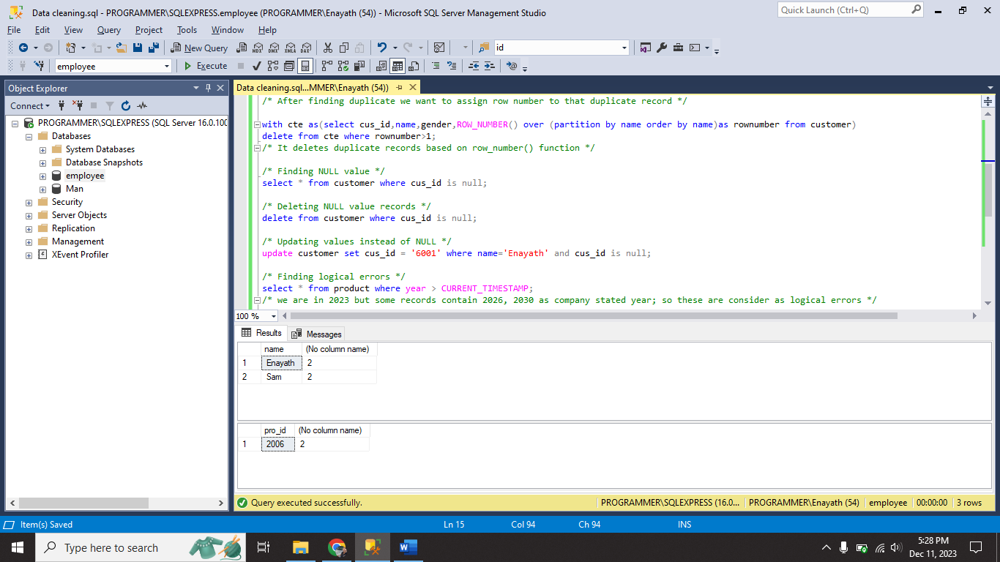 Data cleaning.sql - PROGRAMMER\SQLEXPRESS.employee (PROGRAMMER\Enayath (54)) - Microsoft SQL Server Management Studio
Quick Launch (Ctrl+Q)
File Edit View Query Project Tools Window Help
New Query MDX DMX XMLA DAX id
employee Execute
Object Explorer
Connect
PROGRAMMER\SQLEXPRESS (SQL Server 16.0.100
Databases
System Databases
Database Snapshots
employee
Man
Security
Server Objects
Replication
Management
XEvent Profiler
Data cleaning.sql...MMER\Enayath (54))
/* After finding duplicate we want to assign row number to that duplicate record */
with cte as(select cus_id,name,gender,ROW_NUMBER() over (partition by name order by name)as rownumber from customer)
delete from cte where rownumber>1;
/* It deletes duplicate records based on row_number() function */
/* Finding NULL value */
select * from customer where cus_id is null;
/* Deleting NULL value records */
delete from customer where cus_id is null;
/* Updating values instead of NULL */
update customer set cus_id = '6001' where name='Enayath' and cus_id is null;
/* Finding logical errors */
select * from product where year > CURRENT_TIMESTAMP;
/* we are in 2023 but some records contain 2026, 2030 as company stated year; so these are consider as logical errors */
100 %
Results Messages
name (No column name)
1 Enayath 2
2 Sam 2
pro_id (No column name)
1 2006 2
Query executed successfully. PROGRAMMER\SQLEXPRESS (16.0... PROGRAMMER\Enayath (54) employee 00:00:00 3 rows
Item(s) Saved Ln 15 Col 94 Ch 94 INS
Type here to search
5:28 PM
Dec 11, 2023